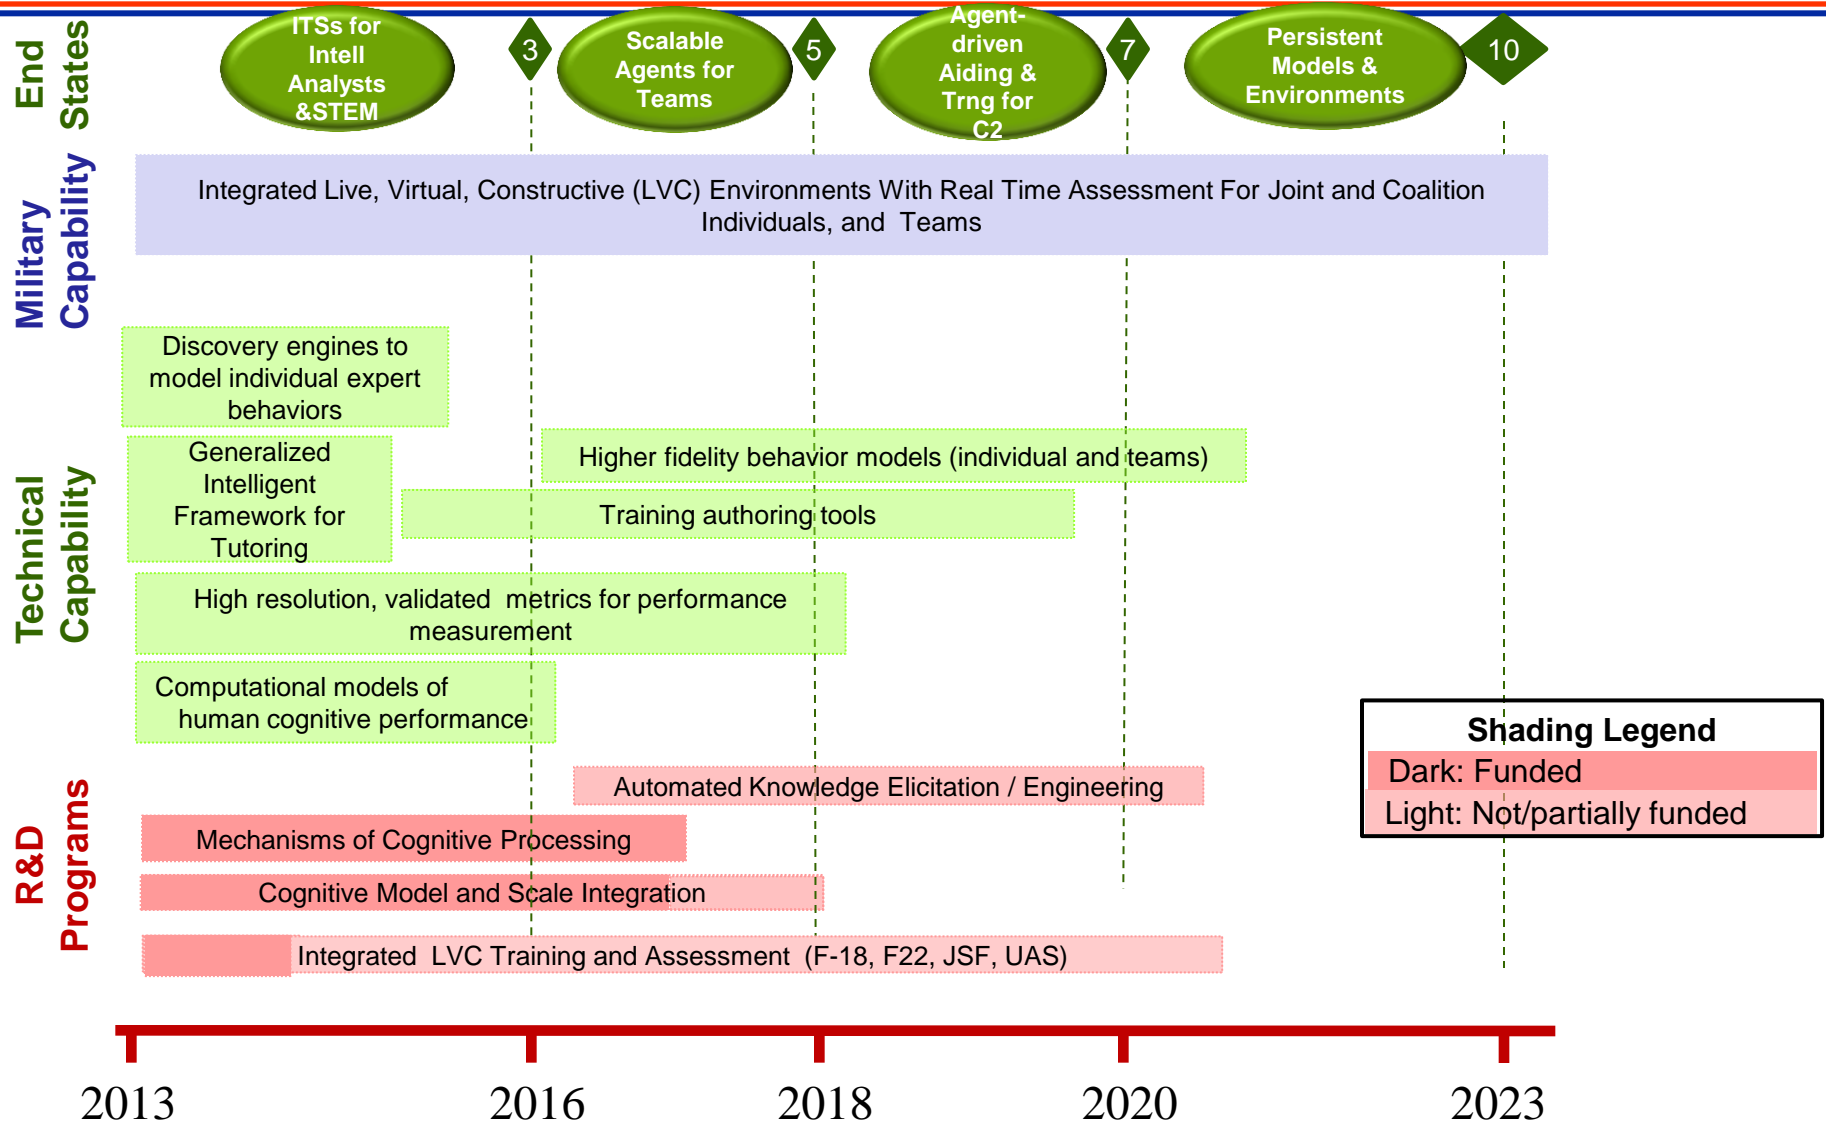 End
States
ITSs for
Intell
Analysts
&STEM
3
Scalable
Agents for
Teams
5
Agent-
driven
Aiding &
Trng for
C2
7
Persistent
Models &
Environments
10
Military
Capability
Integrated Live, Virtual, Constructive (LVC) Environments With Real Time Assessment For Joint and Coalition
Individuals, and Teams
Technical
Capability
Discovery engines to
model individual expert
behaviors
Generalized
Intelligent
Framework for
Tutoring
Higher fidelity behavior models (individual and teams)
Training authoring tools
High resolution, validated metrics for performance
measurement
Computational models of
human cognitive performance
R&D
Programs
Automated Knowledge Elicitation / Engineering
Mechanisms of Cognitive Processing
Cognitive Model and Scale Integration
Integrated LVC Training and Assessment (F-18, F22, JSF, UAS)
Shading Legend
Dark: Funded
Light: Not/partially funded
2013
2016
2018
2020
2023